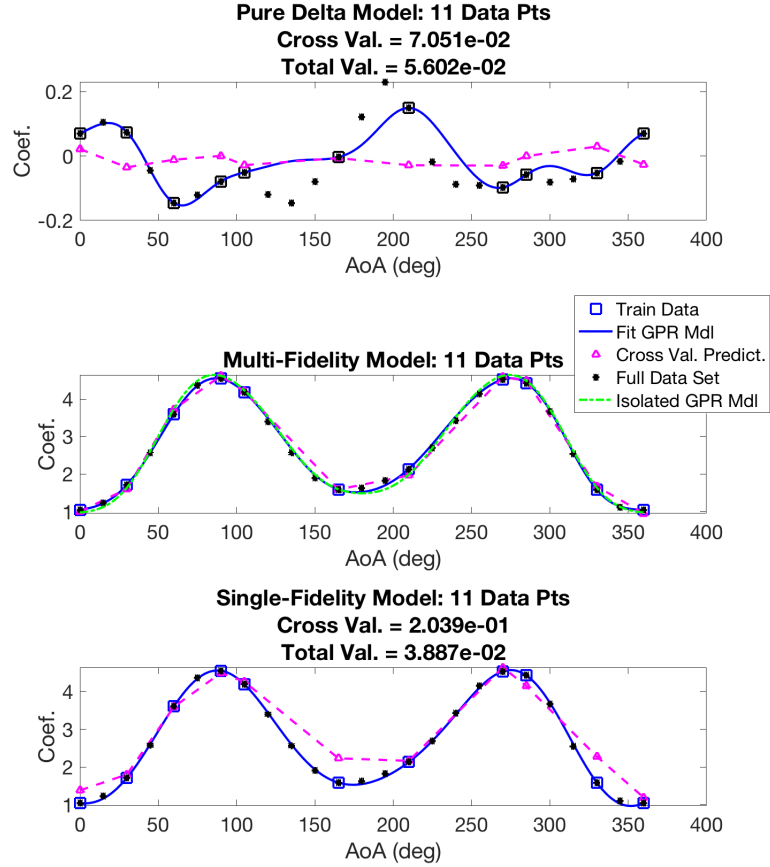 Pure Delta Model: 11 Data Pts
Cross Val. = 7.051e-02
Total Val. = 5.602e-02
0.2
0
-0.2
Coef.
0 50 100 150 200 250 300 350 400
AoA (deg)
Train Data
Fit GPR Mdl
Cross Val. Predict.
Full Data Set
Isolated GPR Mdl
Multi-Fidelity Model: 11 Data Pts
4
3
2
1
Coef.
0 50 100 150 200 250 300 350 400
AoA (deg)
Single-Fidelity Model: 11 Data Pts
Cross Val. = 2.039e-01
Total Val. = 3.887e-02
4
3
2
1
Coef.
0 50 100 150 200 250 300 350 400
AoA (deg)